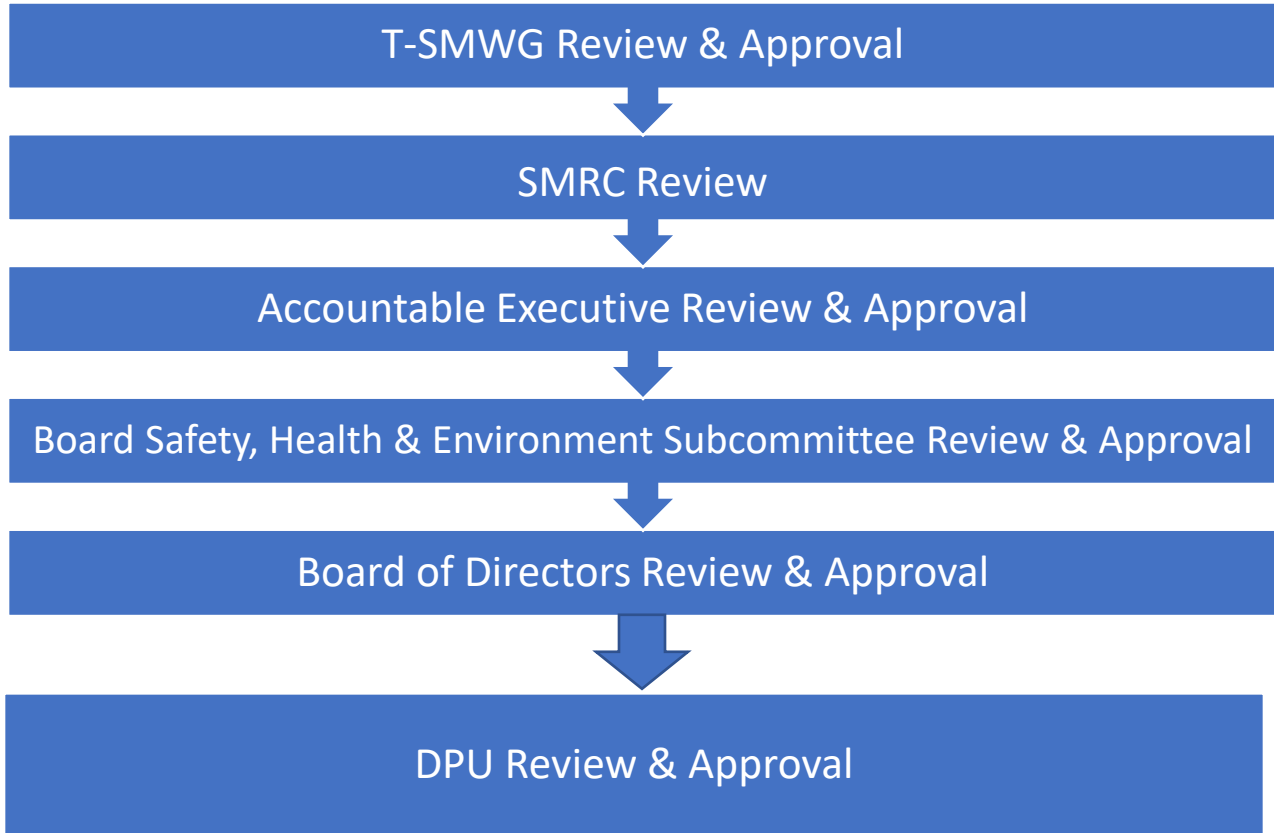 T-SMWG Review & Approval
SMRC Review
Accountable Executive Review & Approval
Board Safety, Health & Environment Subcommittee Review & Approval
Board of Directors Review & Approval
DPU Review & Approval